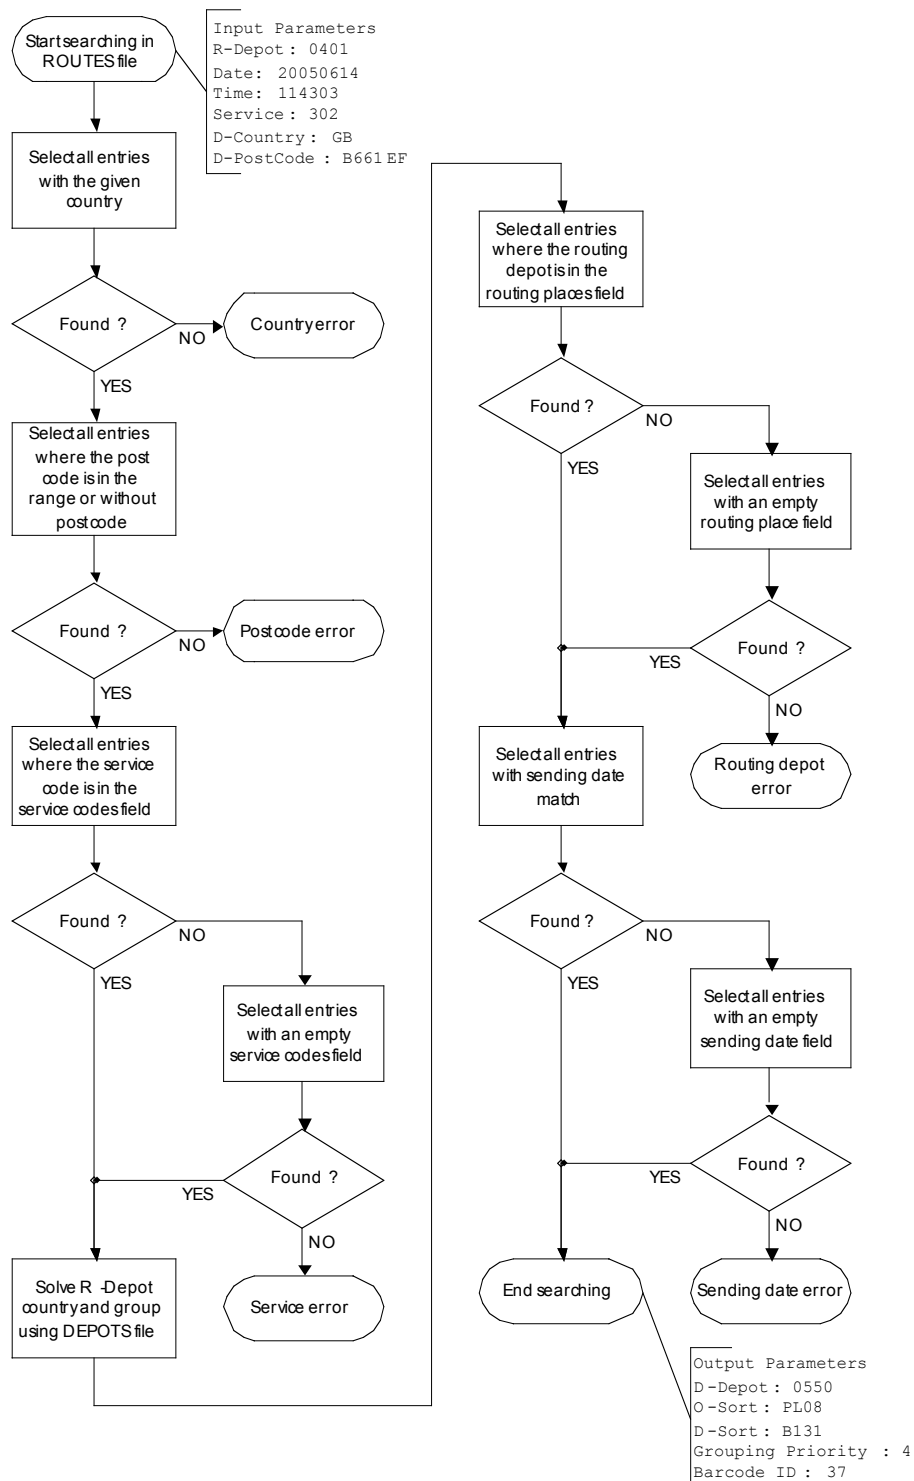 Start searching in
ROUTES file
Input Parameters
R-Depot : 0401
Date: 20050614
Time: 114303
Service : 302
D-Country : GB
D-PostCode : B661EF
Select all entries
with the given
country
Found ?
NO
Country error
YES
Select all entries
where the post
code is in the
range or without
postcode
Found ?
NO
Postcode error
YES
Select all entries
where the service
code is in the
service codes field
Found ?
NO
YES
Select all entries
with an empty
service codes field
Found ?
YES
NO
Service error
Solve R -Depot
country and group
using DEPOTS file
Select all entries
where the routing
depot is in the
routing places field
Found ?
NO
YES
Select all entries
with an empty
routing place field
Found ?
YES
NO
Routing depot
error
Select all entries
with sending date
match
Found ?
NO
YES
Select all entries
with an empty
sending date field
Found ?
YES
NO
Sending date error
End searching
Output Parameters
D-Depot : 0550
O-Sort : PL08
D-Sort : B131
Grouping Priority : 4
Barcode ID : 37